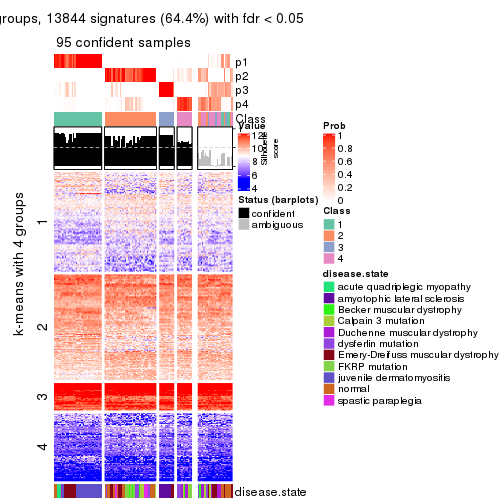 groups, 13844 signatures (64.4%) with fdr < 0.05
95 confident samples
p1
p2
p3
p4
Class
Value
12
10
8
6
4
Silhouette
score
Status (barplots)
confident
ambiguous
Prob
1
0.8
0.6
0.4
0.2
0
Class
1
2
3
4
disease.state
acute quadriplegic myopathy
amyotophic lateral sclerosis
Becker muscular dystrophy
Calpain 3 mutation
Duchenne muscular dystrophy
dysferlin mutation
Emery-Dreifuss muscular dystrophy
FKRP mutation
juvenile dermatomyositis
normal
spastic paraplegia
k-means with 4 groups
1
2
3
4
disease.state